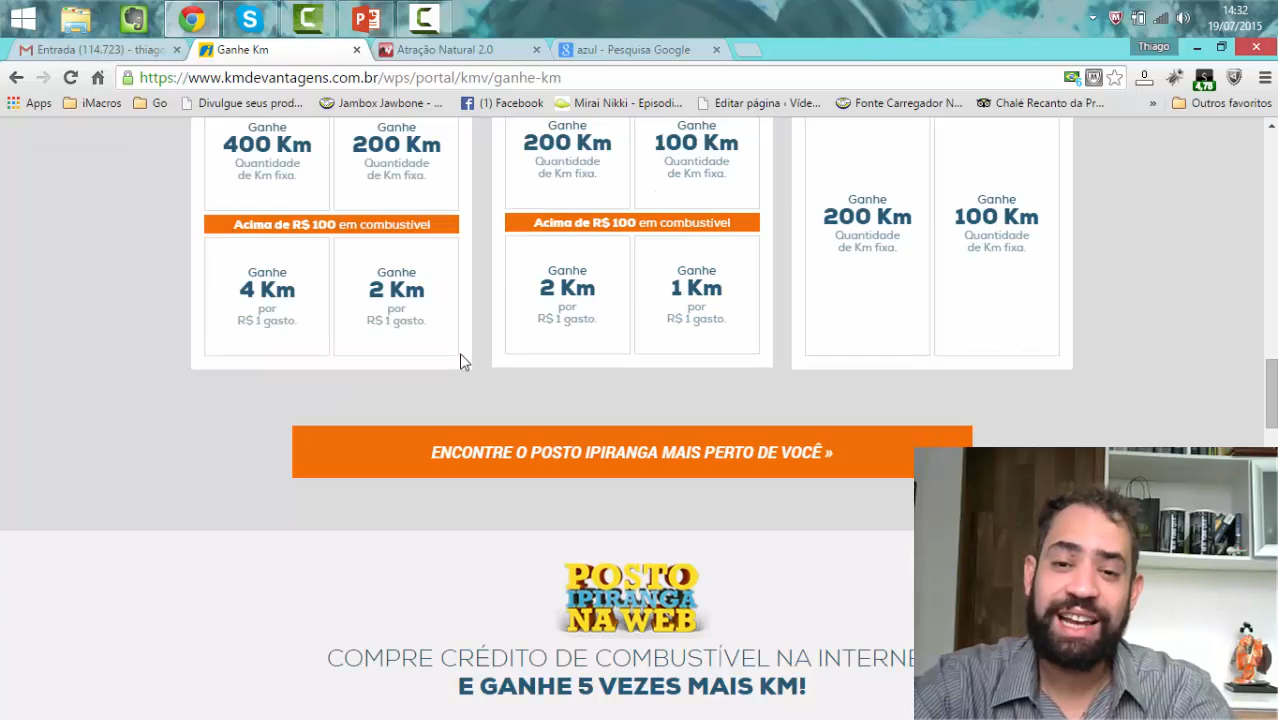 14:32
19/07/2015
Entrada (114.723) - thiago
Ganhe Km
Atração Natural 2.0
azul - Pesquisa Google
Thiago
https://www.kmdevantagens.com.br/wps/portal/kmv/ganhe-km
Apps
iMacros
Go
Divulgue seus prod...
Jambox Jawbone - ...
(1) Facebook
Mirai Nikki - Episodi...
Editar página ‹ Víde...
Fonte Carregador N...
Chalé Recanto da Pr...
»
Outros favoritos
Ganhe
400 Km
Quantidade
de Km fixa.
Ganhe
200 Km
Quantidade
de Km fixa.
Acima de R$ 100 em combustível
Ganhe
4 Km
por
R$ 1 gasto.
Ganhe
2 Km
por
R$ 1 gasto.
Ganhe
200 Km
Quantidade
de Km fixa.
Ganhe
100 Km
Quantidade
de Km fixa.
Acima de R$ 100 em combustível
Ganhe
2 Km
por
R$ 1 gasto.
Ganhe
1 Km
por
R$ 1 gasto.
Ganhe
200 Km
Quantidade
de Km fixa.
Ganhe
100 Km
Quantidade
de Km fixa.
ENCONTRE O POSTO IPIRANGA MAIS PERTO DE VOCÊ »
POSTO
IPIRANGA
NA WEB
COMPRE CRÉDITO DE COMBUSTÍVEL NA INTERNE
E GANHE 5 VEZES MAIS KM!